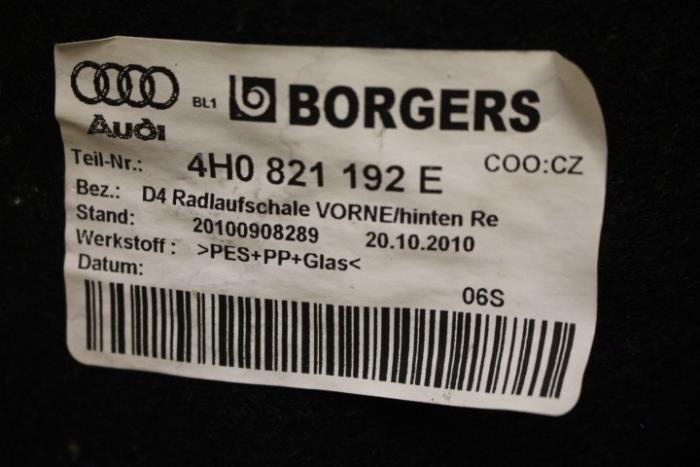 Audi BL1 BORGERS
Teil-Nr.: 4H0 821 192 E COO:CZ
Bez.: D4 Radlaufschale VORNE/hinten Re
Stand: 20100908289 20.10.2010
Werkstoff : >PES+PP+Glas<
Datum:
06S